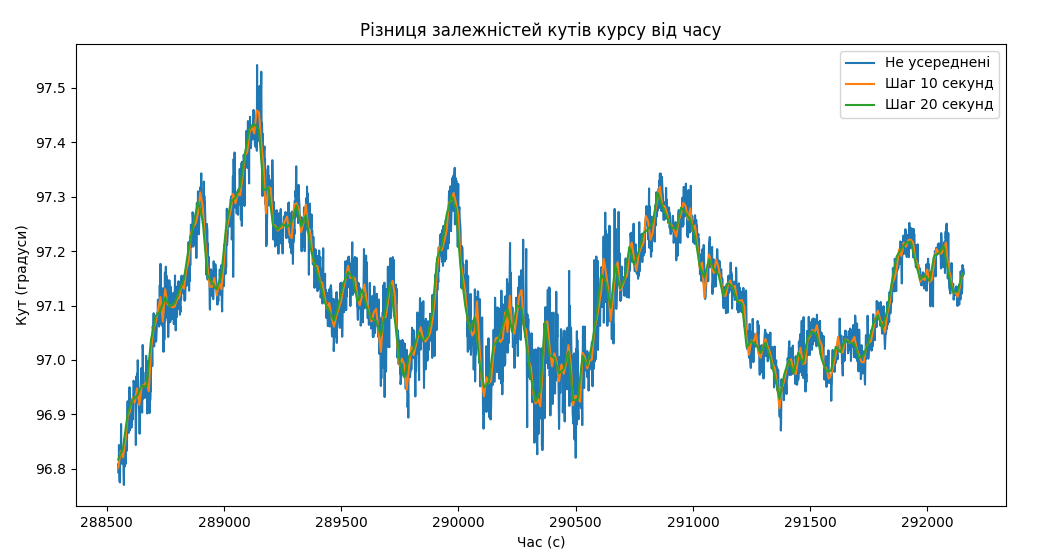 Різниця залежністей кутів курсу від часу
Не усереднені
Шаг 10 секунд
Шаг 20 секунд
Кут (градуси)
97.5
97.4
97.3
97.2
97.1
97.0
96.9
96.8
288500 289000 289500 290000 290500 291000 291500 292000
Час (с)